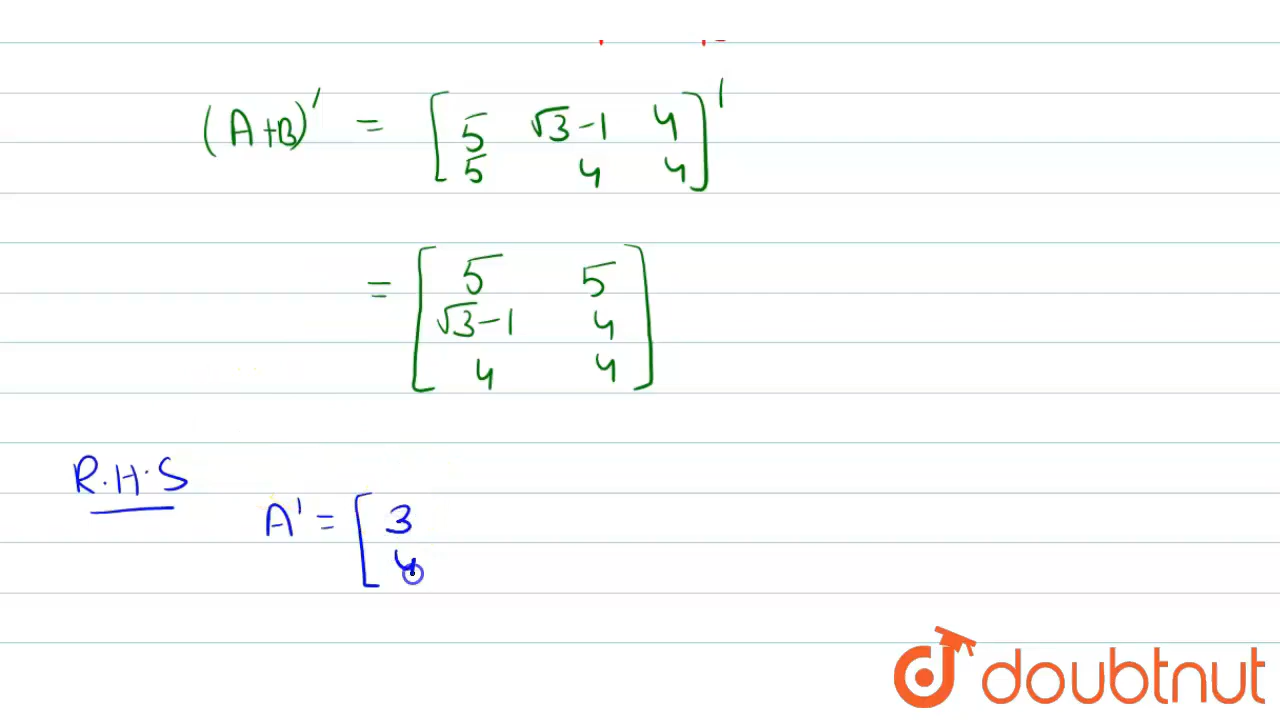 (A+B)' = [ 5 √3-1 4 ]'
5 4 4
= [ 5 5 ]
√3-1 4
4 4
R.H.S
A' = [ 3
4
doubtnut